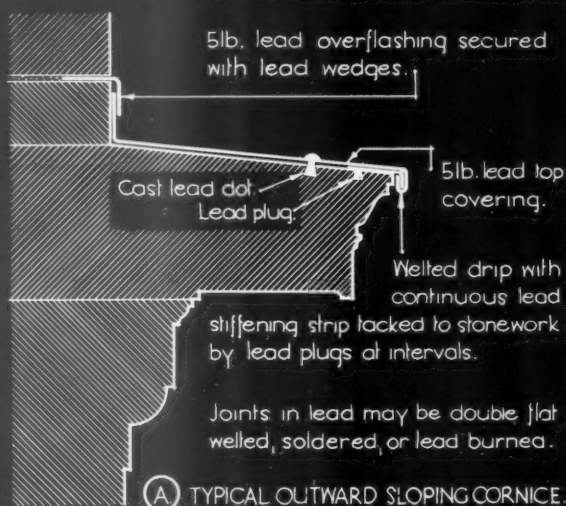 5lb. lead overflashing secured
with lead wedges.
Cast lead dot.
Lead plug.
5lb. lead top
covering.
Welted drip with
continuous lead
stiffening strip tacked to stonework
by lead plugs at intervals.
Joints in lead may be double flat
welted, soldered, or lead burned.
A TYPICAL OUTWARD SLOPING CORNICE.